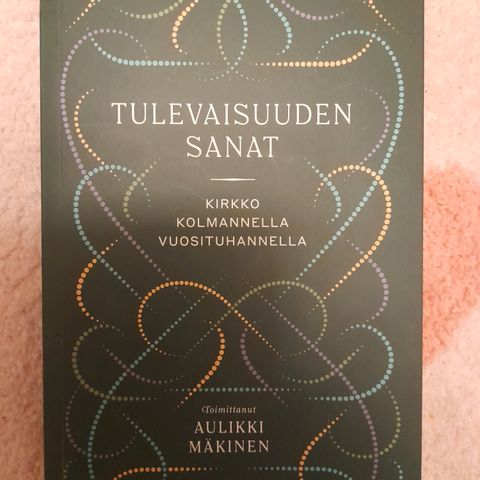 TULEVAISUUDEN
SANAT
KIRKKO
KOLMANNELLA
VUOSITUHANNELLA
Toimittanut
AULIKKI
MÄKINEN